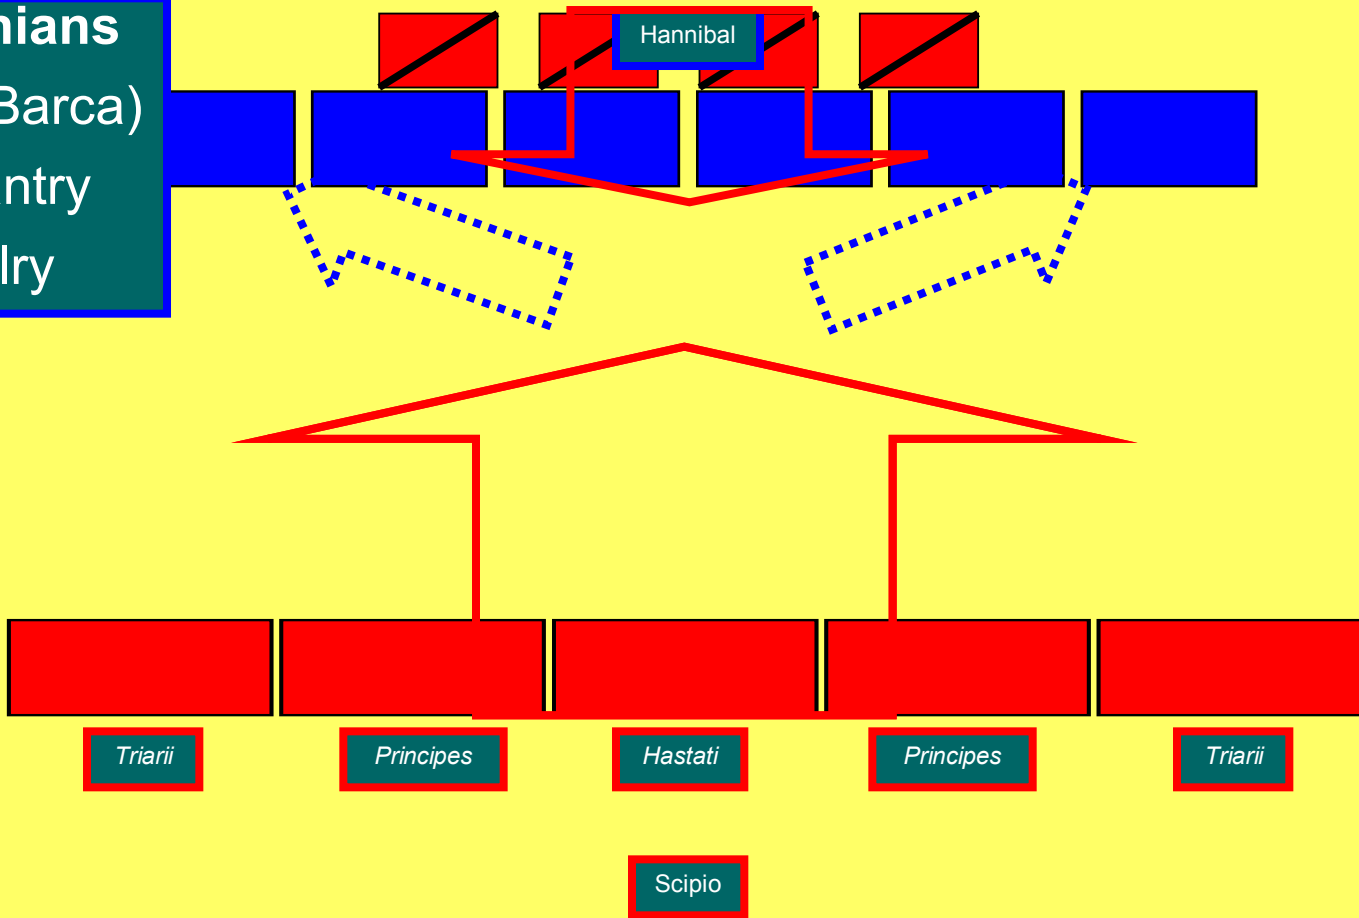 nians
Barca)
ntry
lry
Hannibal
Triarii
Principes
Hastati
Principes
Triarii
Scipio